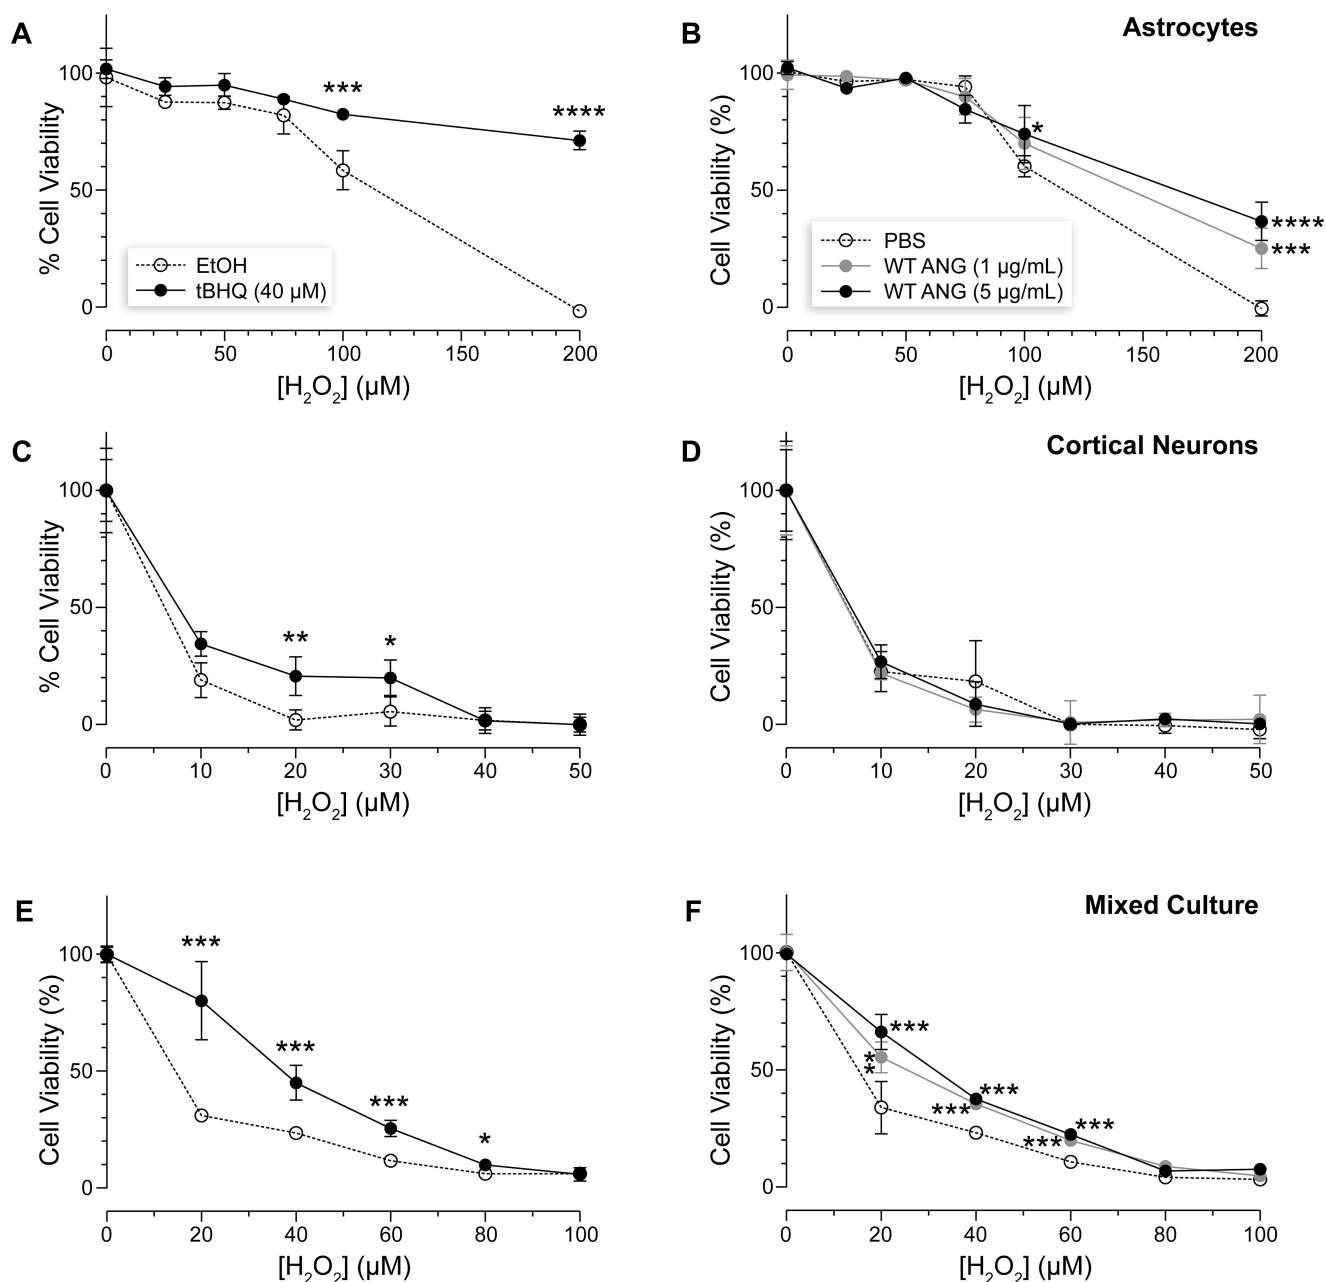 A
% Cell Viability
100
50
0
***
****
EtOH
tBHQ (40 µM)
0 50 100 150 200
[H₂O₂] (µM)
B
Astrocytes
Cell Viability (%)
100
50
0
*
****
***
PBS
WT ANG (1 µg/mL)
WT ANG (5 µg/mL)
0 50 100 150 200
[H₂O₂] (µM)
C
% Cell Viability
100
50
0
**
*
0 10 20 30 40 50
[H₂O₂] (µM)
D
Cortical Neurons
Cell Viability (%)
100
50
0
0 10 20 30 40 50
[H₂O₂] (µM)
E
Cell Viability (%)
100
50
0
***
***
***
*
0 20 40 60 80 100
[H₂O₂] (µM)
F
Mixed Culture
Cell Viability (%)
100
50
0
***
*
*
***
***
***
***
0 20 40 60 80 100
[H₂O₂] (µM)